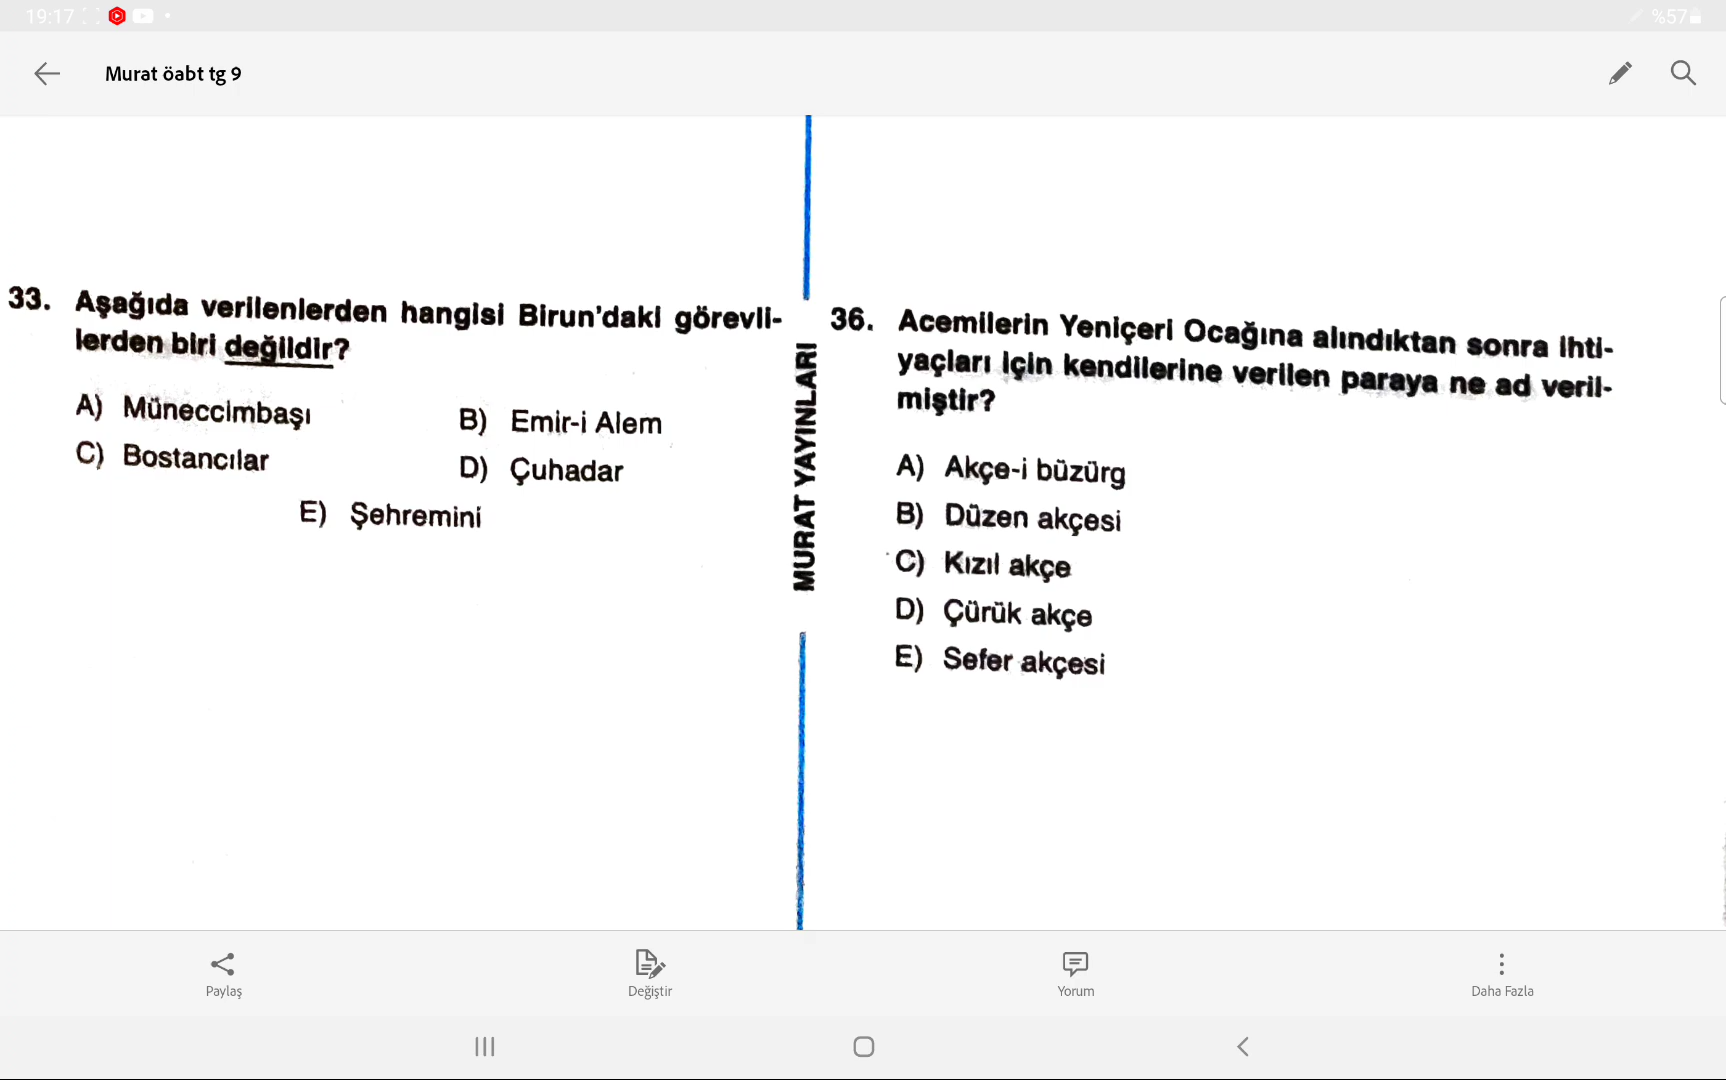 19:17
%57
Murat öabt tg 9
33. Aşağıda verilenlerden hangisi Birun'daki görevli-
lerden biri değildir?
A) Müneccimbaşı
B) Emir-i Alem
C) Bostancılar
D) Çuhadar
E) Şehremini
MURAT YAYINLARI
36. Acemilerin Yeniçeri Ocağına alındıktan sonra ihti-
yaçları için kendilerine verilen paraya ne ad veril-
miştir?
A) Akçe-i büzürg
B) Düzen akçesi
C) Kızıl akçe
D) Çürük akçe
E) Sefer akçesi
Paylaş
Değiştir
Yorum
Daha Fazla